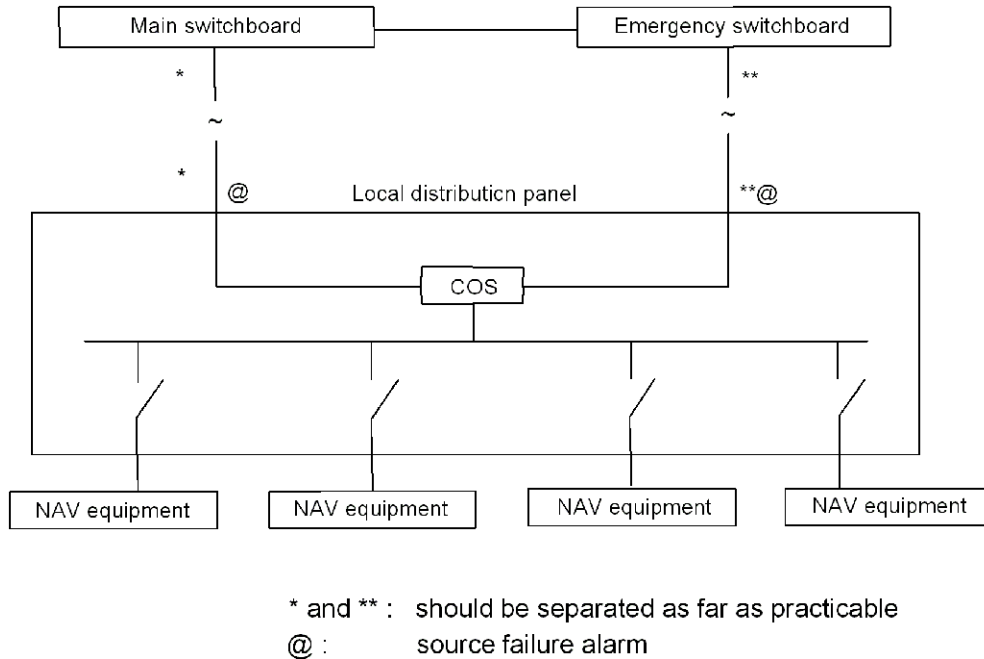 Main switchboard
Emergency switchboard
*
**
~
~
*
@
Local distribution panel
**@
COS
NAV equipment
NAV equipment
NAV equipment
NAV equipment
* and ** : should be separated as far as practicable
@ : source failure alarm